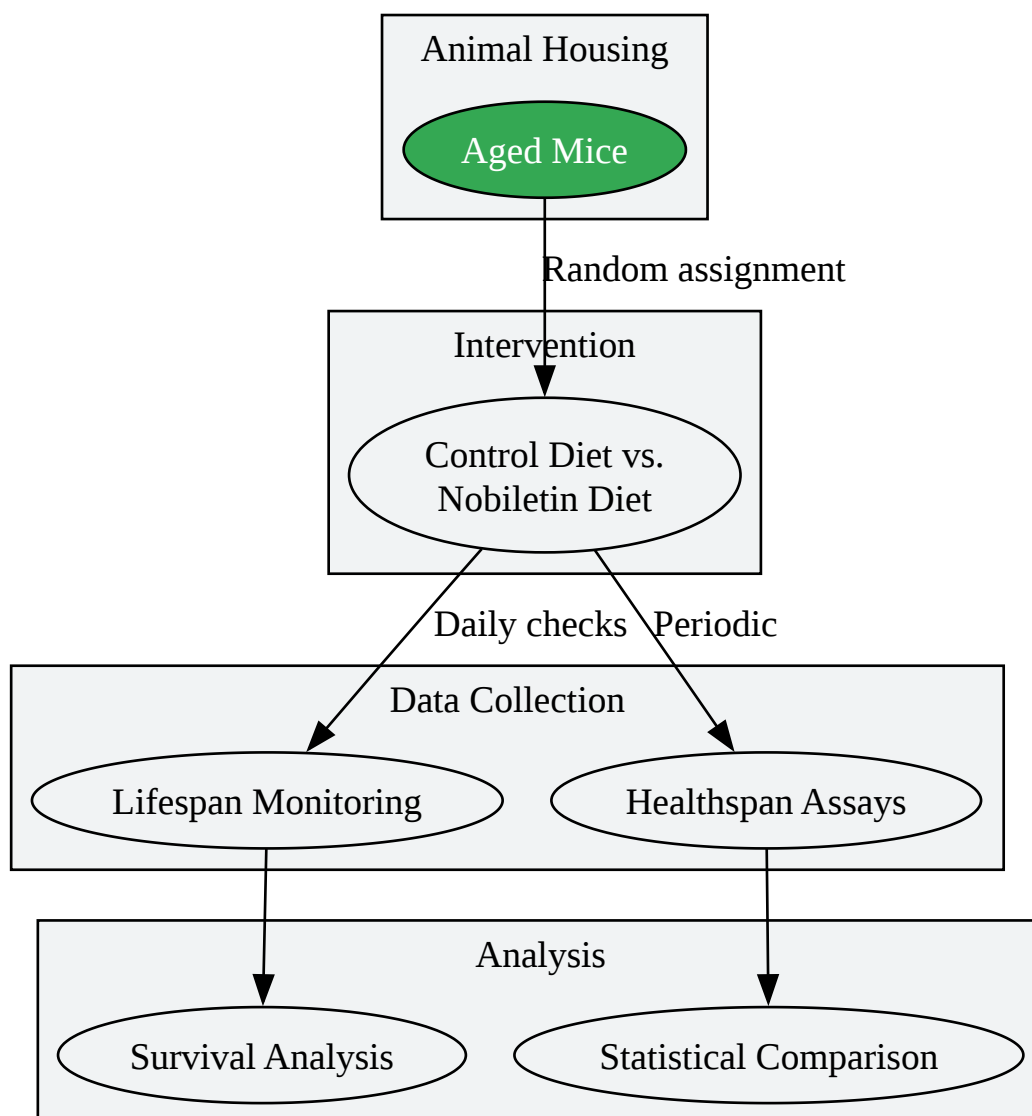 Animal Housing
Aged Mice
Random assignment
Intervention
Control Diet vs.
Nobiletin Diet
Daily checks
Periodic
Data Collection
Lifespan Monitoring
Healthspan Assays
Analysis
Survival Analysis
Statistical Comparison